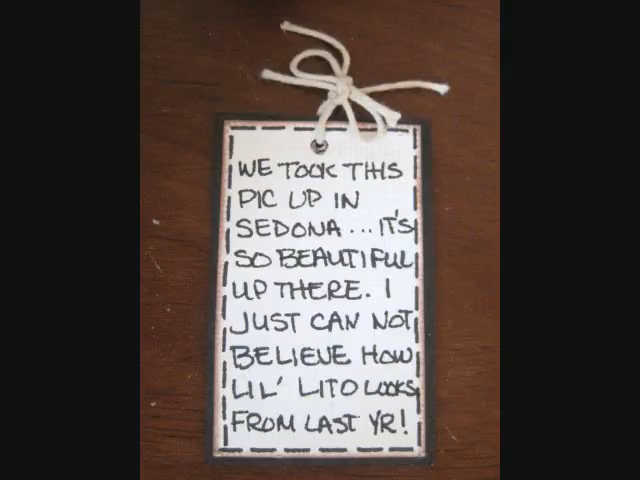 WE TOOK THIS
PIC UP IN
SEDONA... IT'S
SO BEAUTIFUL
UP THERE. I
JUST CAN NOT
BELIEVE HOW
LIL' LITO LOOKS
FROM LAST YR!